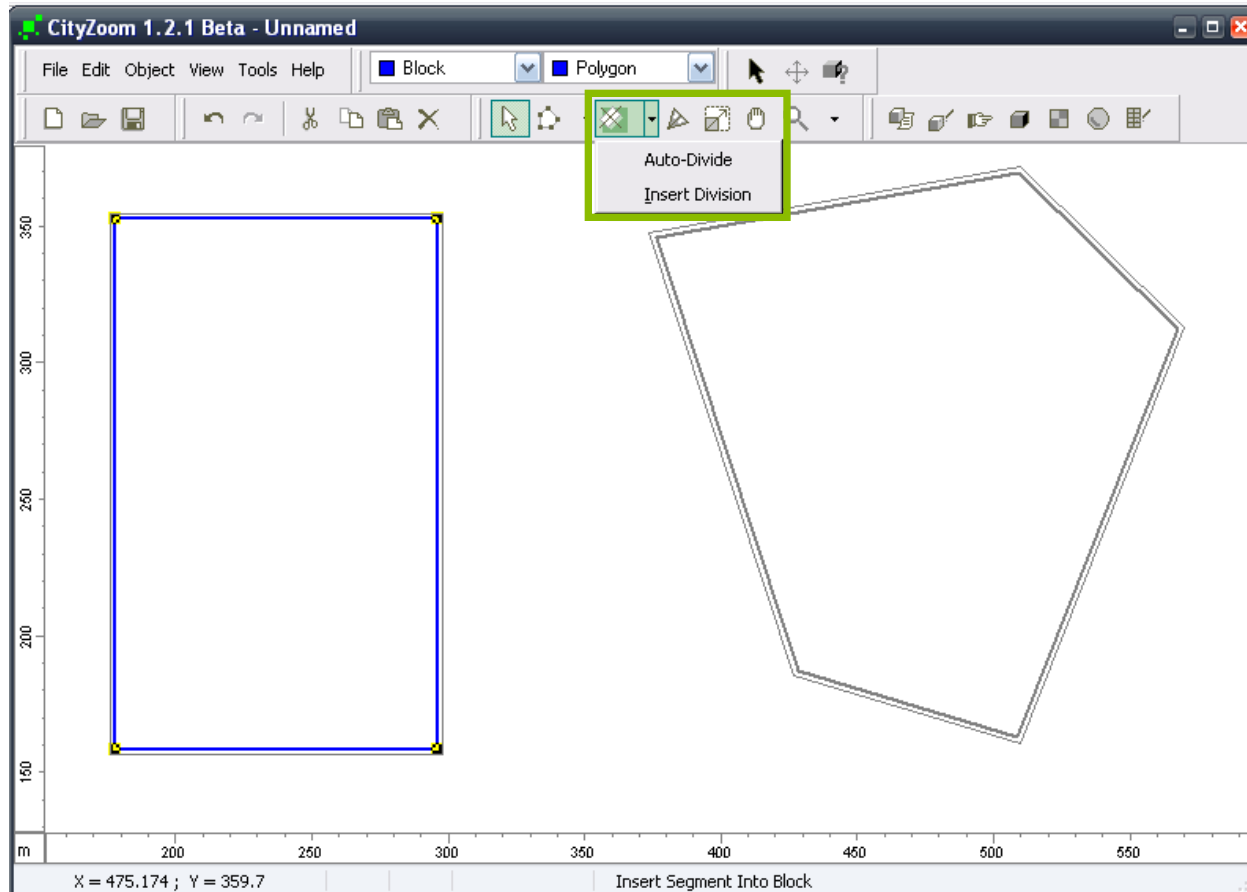 CityZoom 1.2.1 Beta - Unnamed
File Edit Object View Tools Help
Block
Polygon
Auto-Divide
Insert Division
350
300
250
200
150
m
200 250 300 350 400 450 500 550
X = 475.174 ; Y = 359.7
Insert Segment Into Block